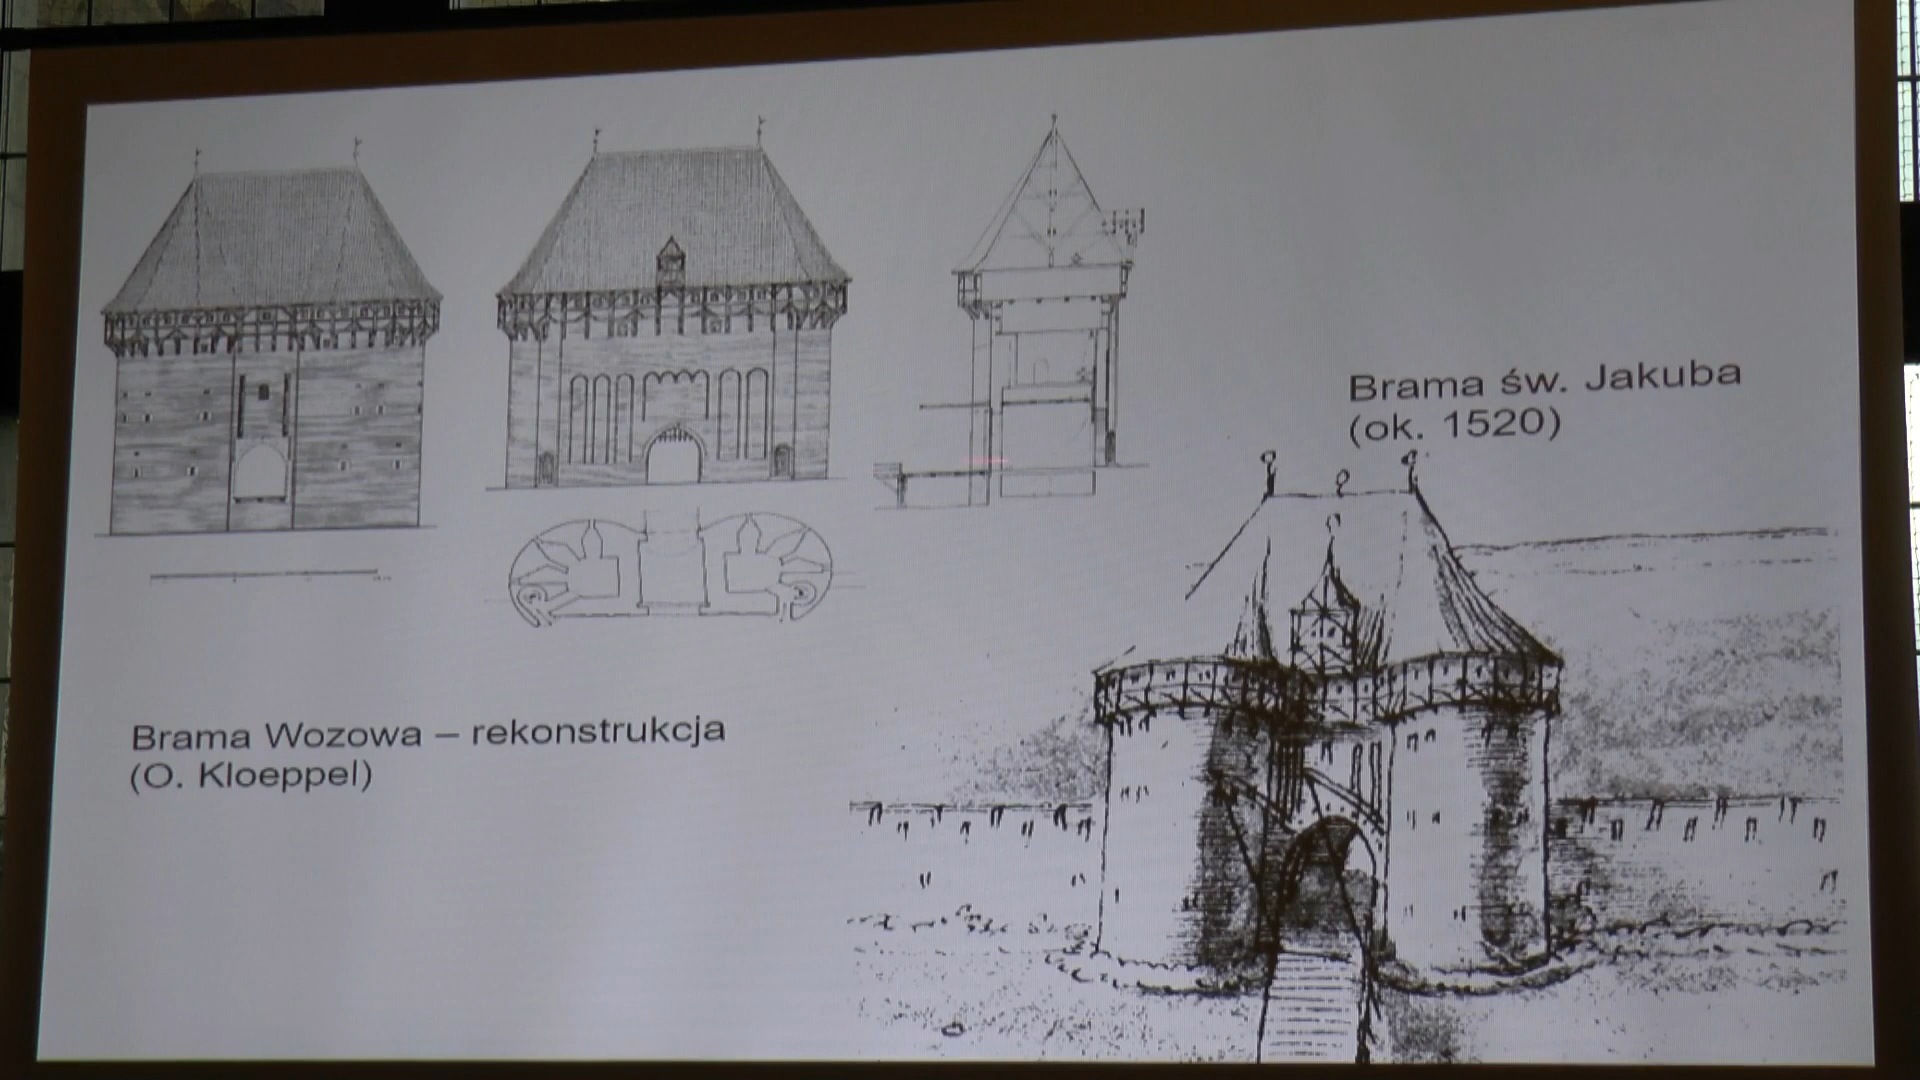 Brama św. Jakuba
(ok. 1520)
Brama Wozowa – rekonstrukcja
(O. Kloeppel)